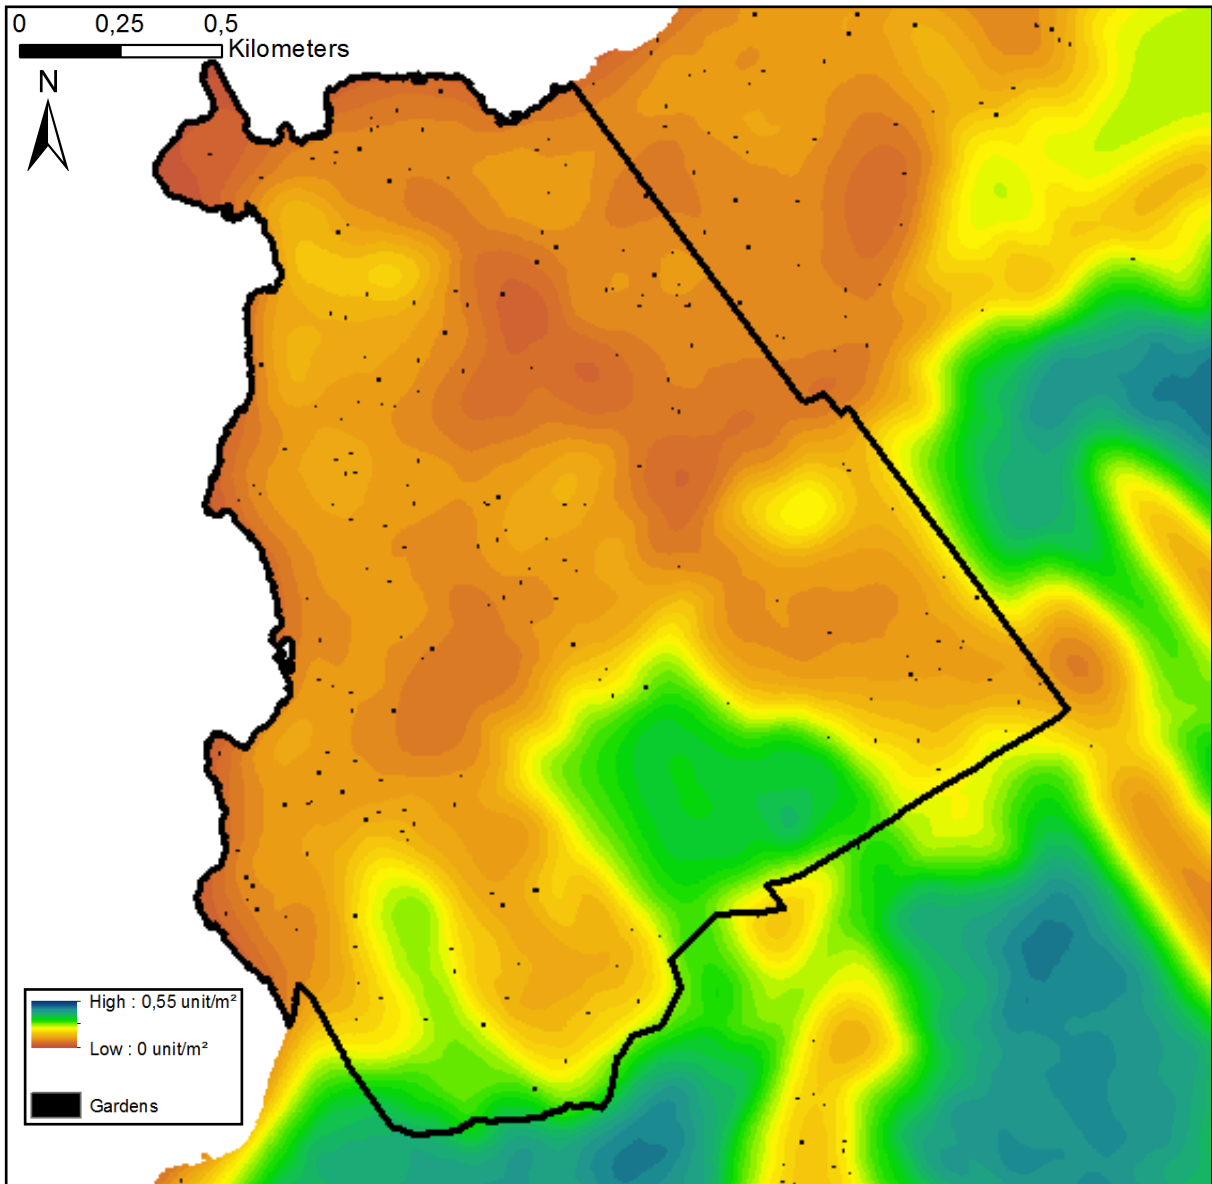 0 0,25 0,5
Kilometers
N
High : 0,55 unit/m²
Low : 0 unit/m²
Gardens